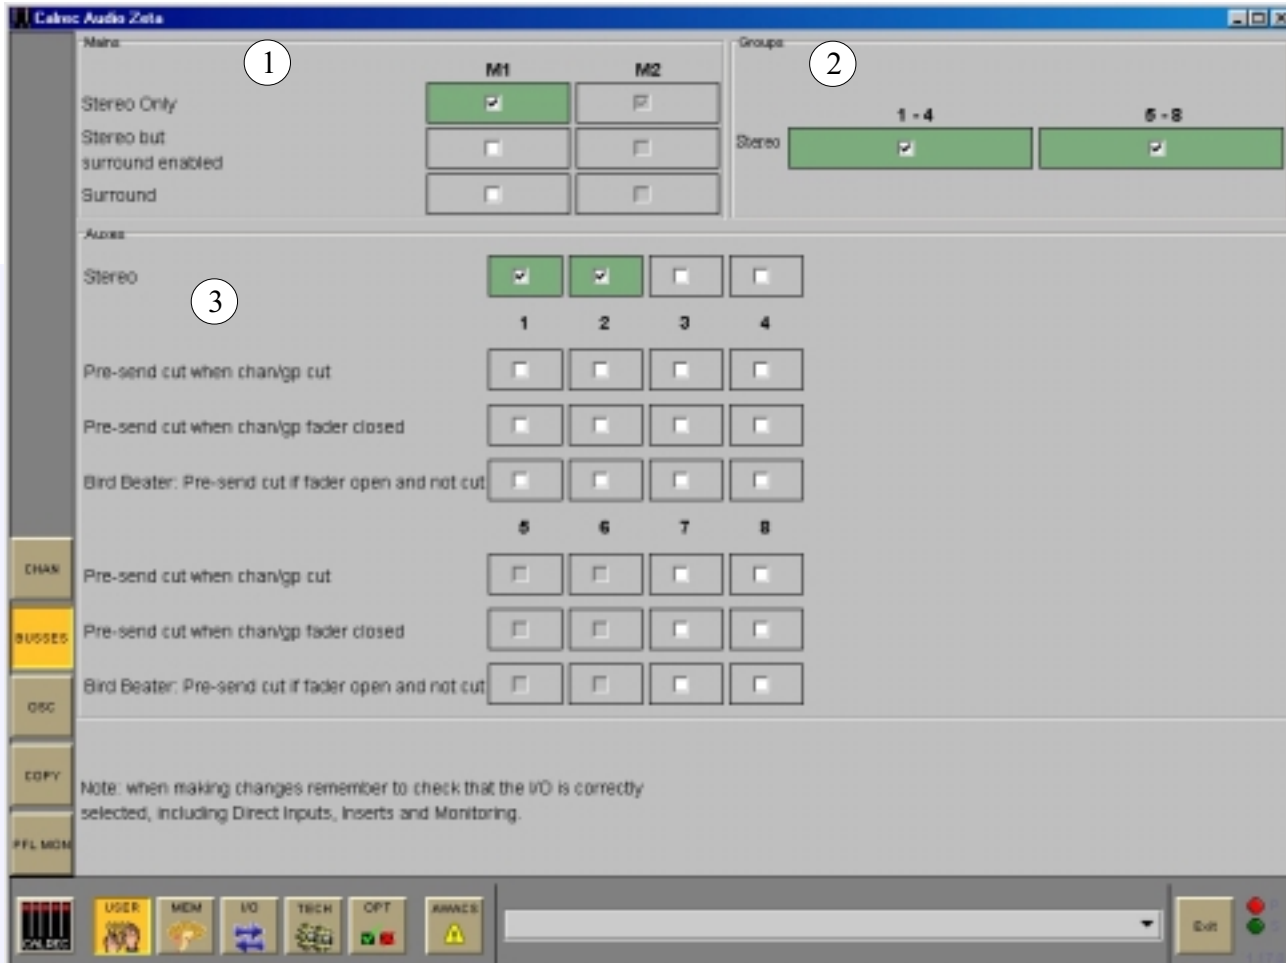 Calrec Audio Zeta
Mains
1
M1 M2
Stereo Only
Stereo but
surround enabled
Surround
Groups
2
1 - 4 5 - 8
Stereo
Auxes
Stereo
3
1 2 3 4
Pre-send cut when chan/gp cut
Pre-send cut when chan/gp fader closed
Bird Beater: Pre-send cut if fader open and not cut
5 6 7 8
Pre-send cut when chan/gp cut
Pre-send cut when chan/gp fader closed
Bird Beater: Pre-send cut if fader open and not cut
CHAN
BUSSES
OSC
COPY
PFL MON
Note: when making changes remember to check that the I/O is correctly
selected, including Direct Inputs, Inserts and Monitoring.
CALREC
USER MEM I/O TECH OPT AWACS
Exit